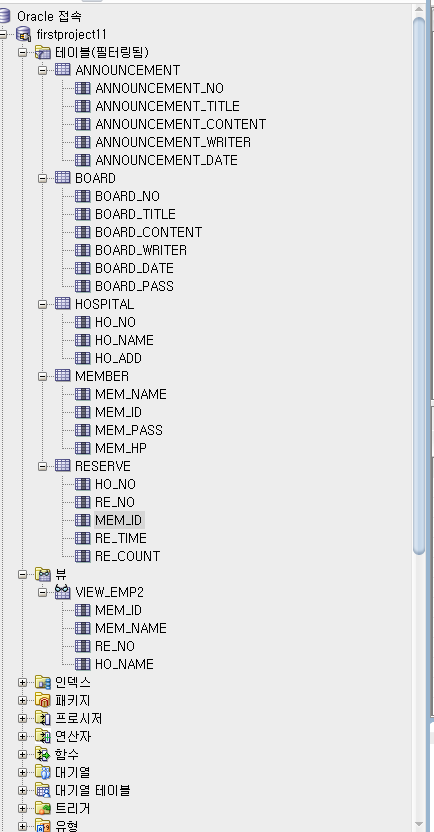 Oracle 접속
firstproject11
테이블(필터링됨)
ANNOUNCEMENT
ANNOUNCEMENT_NO
ANNOUNCEMENT_TITLE
ANNOUNCEMENT_CONTENT
ANNOUNCEMENT_WRITER
ANNOUNCEMENT_DATE
BOARD
BOARD_NO
BOARD_TITLE
BOARD_CONTENT
BOARD_WRITER
BOARD_DATE
BOARD_PASS
HOSPITAL
HO_NO
HO_NAME
HO_ADD
MEMBER
MEM_NAME
MEM_ID
MEM_PASS
MEM_HP
RESERVE
HO_NO
RE_NO
MEM_ID
RE_TIME
RE_COUNT
뷰
VIEW_EMP2
MEM_ID
MEM_NAME
RE_NO
HO_NAME
인덱스
패키지
프로시저
연산자
함수
대기열
대기열 테이블
트리거
유형